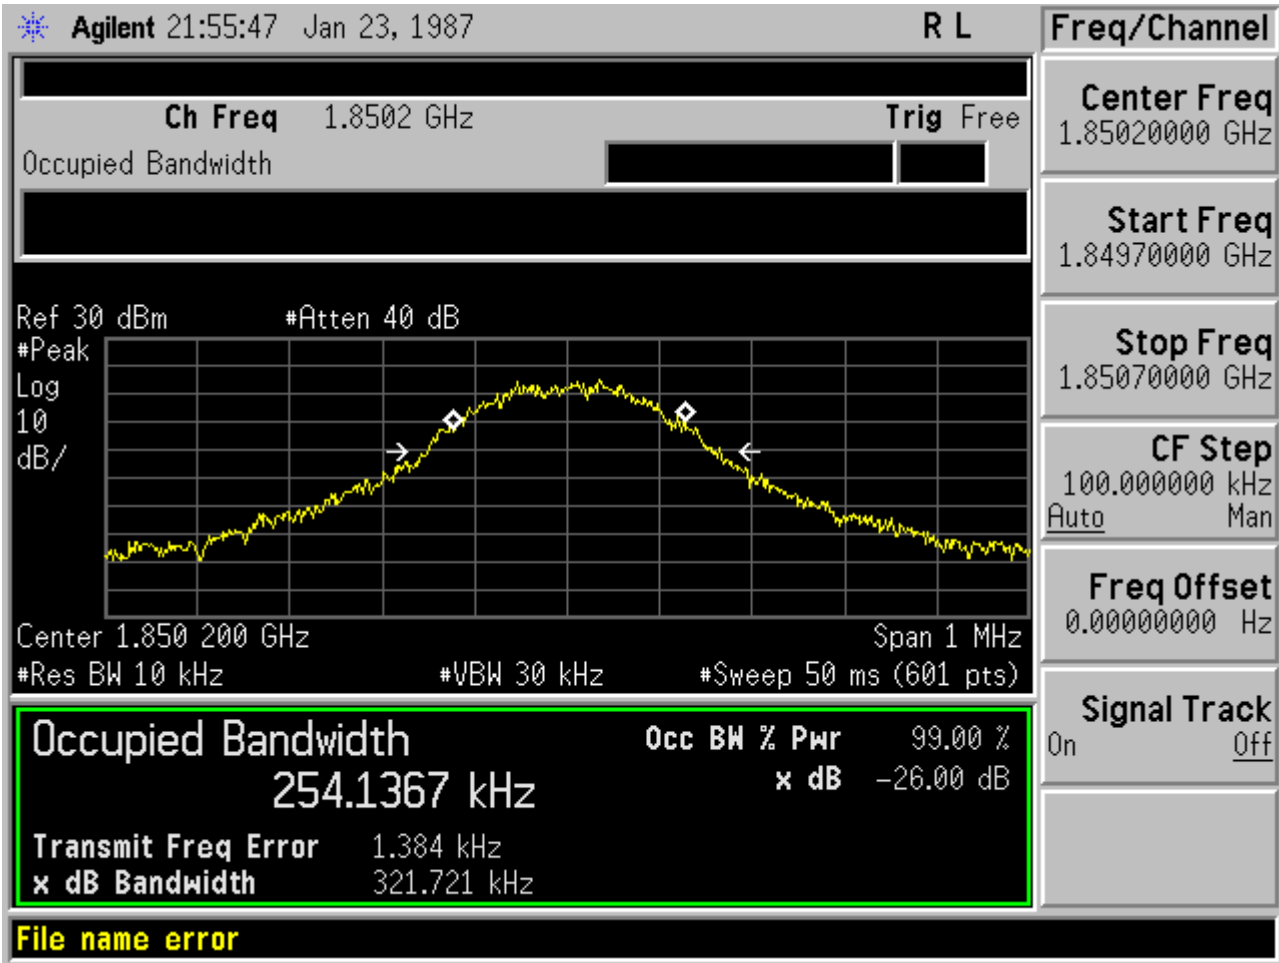 Agilent 21:55:47 Jan 23, 1987 R L
Freq/Channel
Ch Freq 1.8502 GHz Trig Free
Occupied Bandwidth
Center Freq
1.85020000 GHz
Start Freq
1.84970000 GHz
Stop Freq
1.85070000 GHz
CF Step
100.000000 kHz
Auto Man
Freq Offset
0.00000000 Hz
Signal Track
On Off
Ref 30 dBm #Atten 40 dB
#Peak
Log
10
dB/
Center 1.850 200 GHz Span 1 MHz
#Res BW 10 kHz #VBW 30 kHz #Sweep 50 ms (601 pts)
Occupied Bandwidth
254.1367 kHz
Occ BW % Pwr 99.00 %
x dB -26.00 dB
Transmit Freq Error 1.384 kHz
x dB Bandwidth 321.721 kHz
File name error